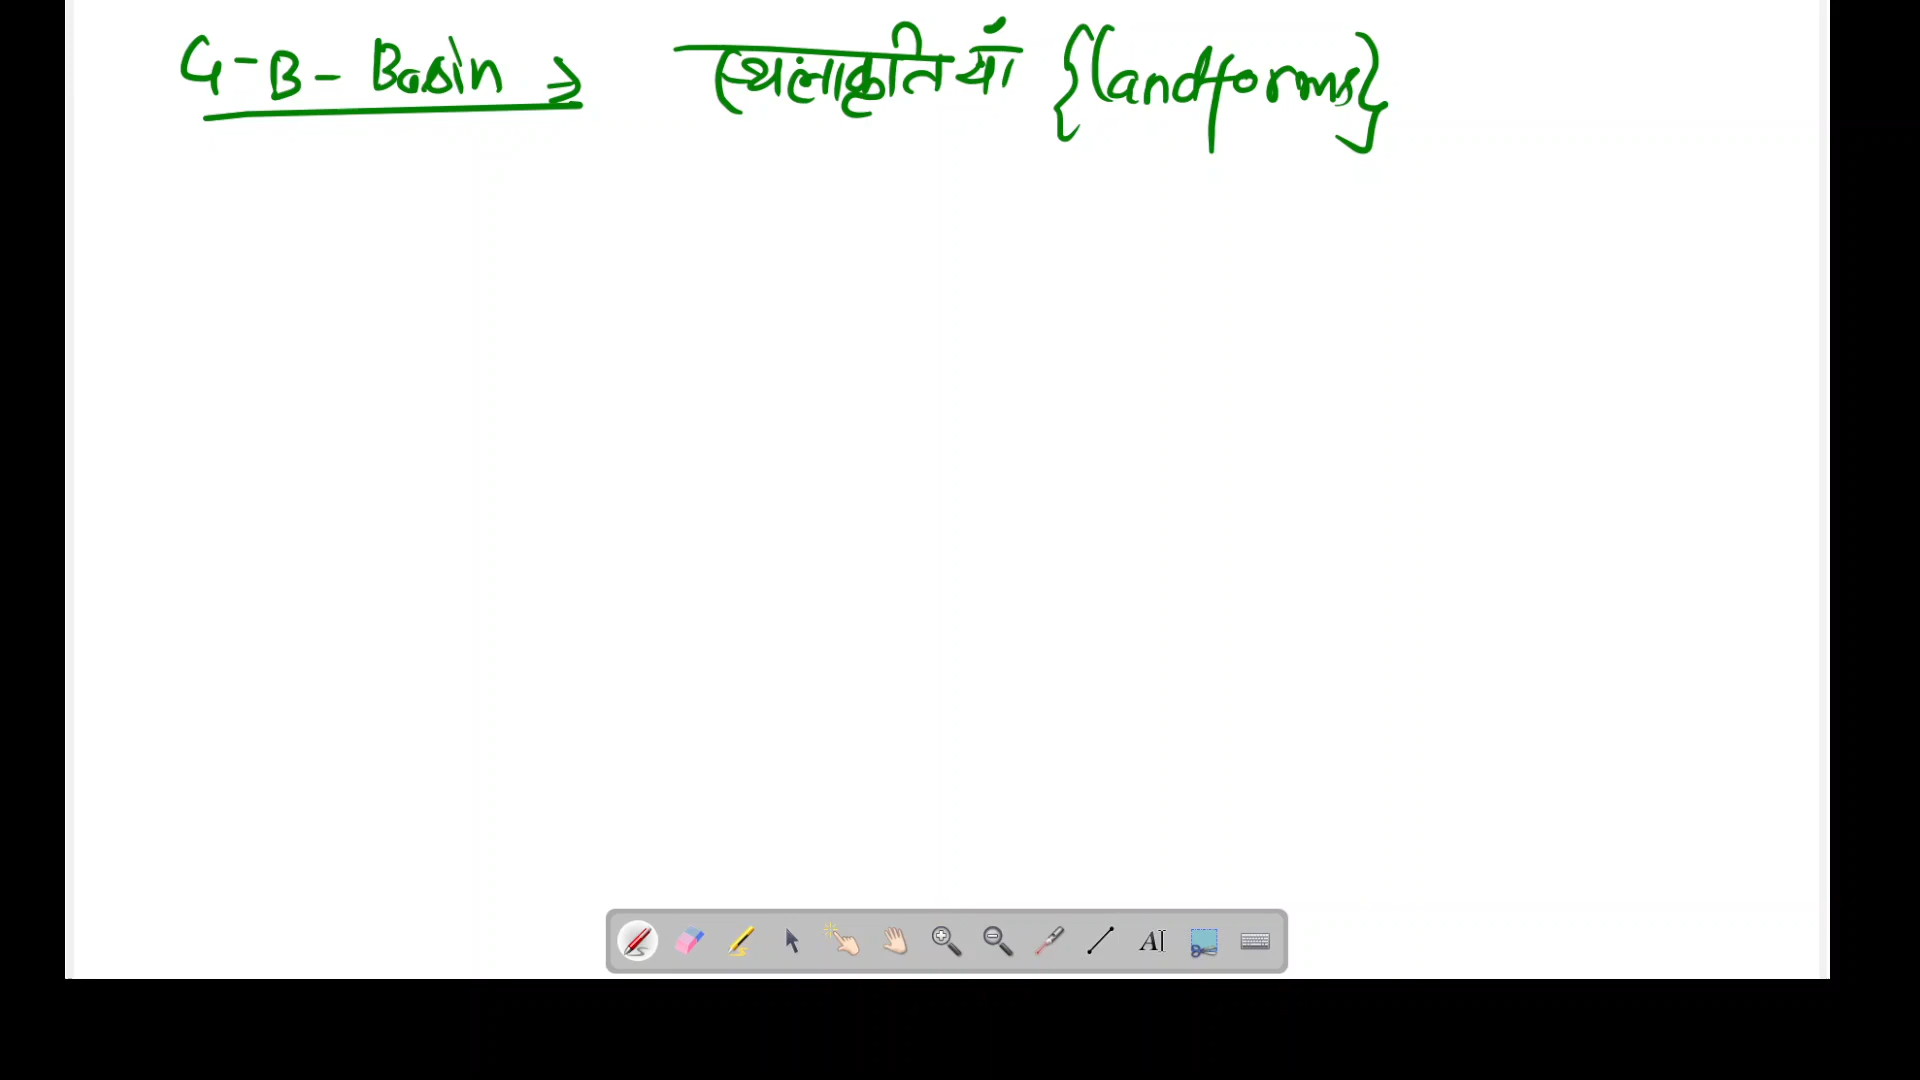 G-B- Basin ⇒ स्थलाकृतियाँ {landforms}